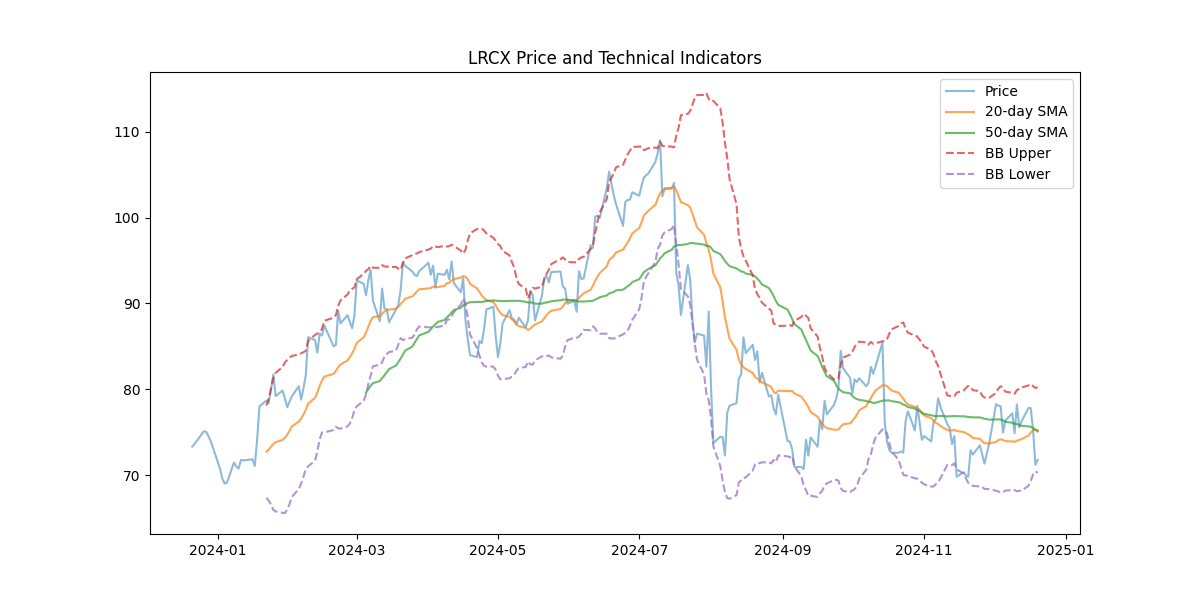 LRCX Price and Technical Indicators
Price
20-day SMA
50-day SMA
BB Upper
BB Lower
110
100
90
80
70
2024-01
2024-03
2024-05
2024-07
2024-09
2024-11
2025-01